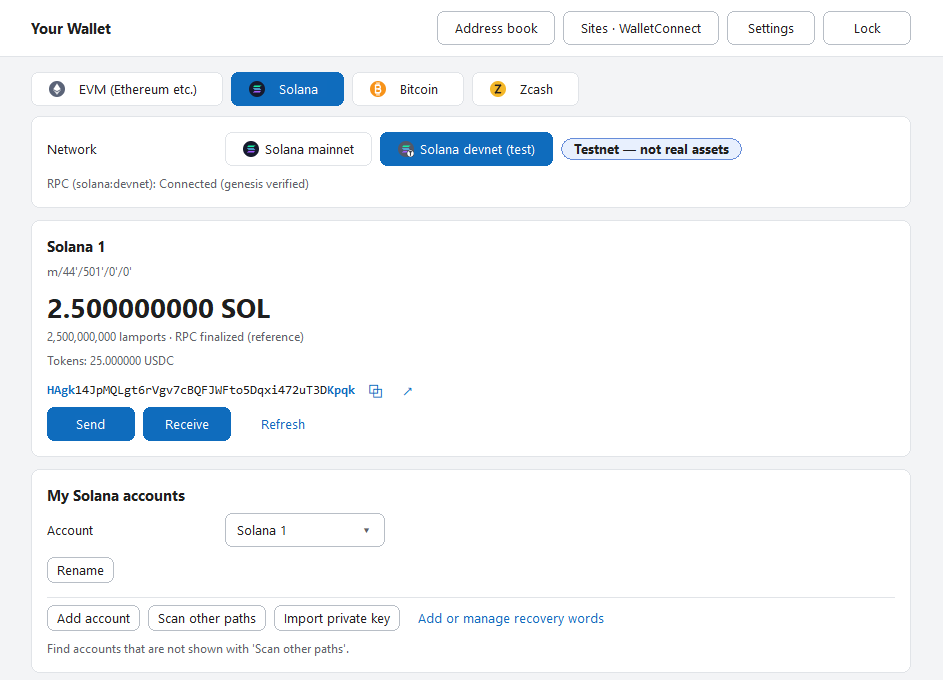 Your Wallet
Address book
Sites · WalletConnect
Settings
Lock
EVM (Ethereum etc.)
Solana
Bitcoin
Zcash
Network
Solana mainnet
Solana devnet (test)
Testnet — not real assets
RPC (solana:devnet): Connected (genesis verified)
Solana 1
m/44'/501'/0'/0'
2.500000000 SOL
2,500,000,000 lamports · RPC finalized (reference)
Tokens: 25.000000 USDC
HAgk14JpMQLgt6rVgv7cBQFJWFto5Dqxi472uT3DKpqk
Send
Receive
Refresh
My Solana accounts
Account
Solana 1
Rename
Add account
Scan other paths
Import private key
Add or manage recovery words
Find accounts that are not shown with 'Scan other paths'.